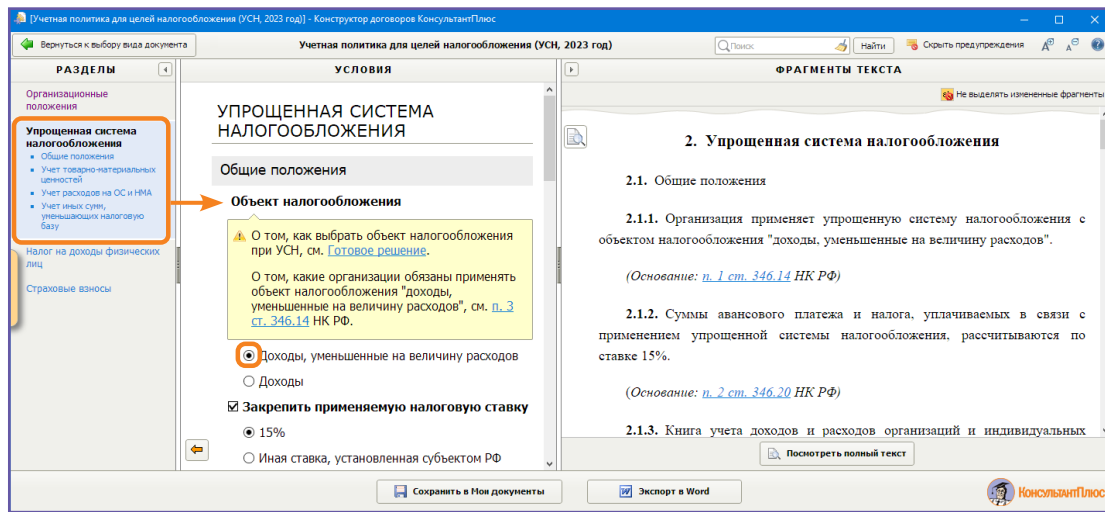 [Учетная политика для целей налогообложения (УСН, 2023 год)] - Конструктор договоров КонсультантПлюс
Вернуться к выбору вида документа
Учетная политика для целей налогообложения (УСН, 2023 год)
Поиск
Найти
Скрыть предупреждения
РАЗДЕЛЫ
Организационные
положения
Упрощенная система
налогообложения
Общие положения
Учет товарно-материальных
ценностей
Учет расходов на ОС и НМА
Учет иных сумм,
уменьшающих налоговую
базу
Налог на доходы физических
лиц
Страховые взносы
УСЛОВИЯ
УПРОЩЕННАЯ СИСТЕМА
НАЛОГООБЛОЖЕНИЯ
Общие положения
Объект налогообложения
О том, как выбрать объект налогообложения
при УСН, см. Готовое решение.
О том, какие организации обязаны применять
объект налогообложения "доходы,
уменьшенные на величину расходов", см. п. 3
ст. 346.14 НК РФ.
Доходы, уменьшенные на величину расходов
Доходы
Закрепить применяемую налоговую ставку
15%
Иная ставка, установленная субъектом РФ
ФРАГМЕНТЫ ТЕКСТА
Не выделять измененные фрагменты
2. Упрощенная система налогообложения
2.1. Общие положения
2.1.1. Организация применяет упрощенную систему налогообложения с
объектом налогообложения "доходы, уменьшенные на величину расходов".
(Основание: п. 1 ст. 346.14 НК РФ)
2.1.2. Суммы авансового платежа и налога, уплачиваемых в связи с
применением упрощенной системы налогообложения, рассчитываются по
ставке 15%.
(Основание: п. 2 ст. 346.20 НК РФ)
2.1.3. Книга учета доходов и расходов организаций и индивидуальных
Посмотреть полный текст
Сохранить в Мои документы
Экспорт в Word
КонсультантПлюс